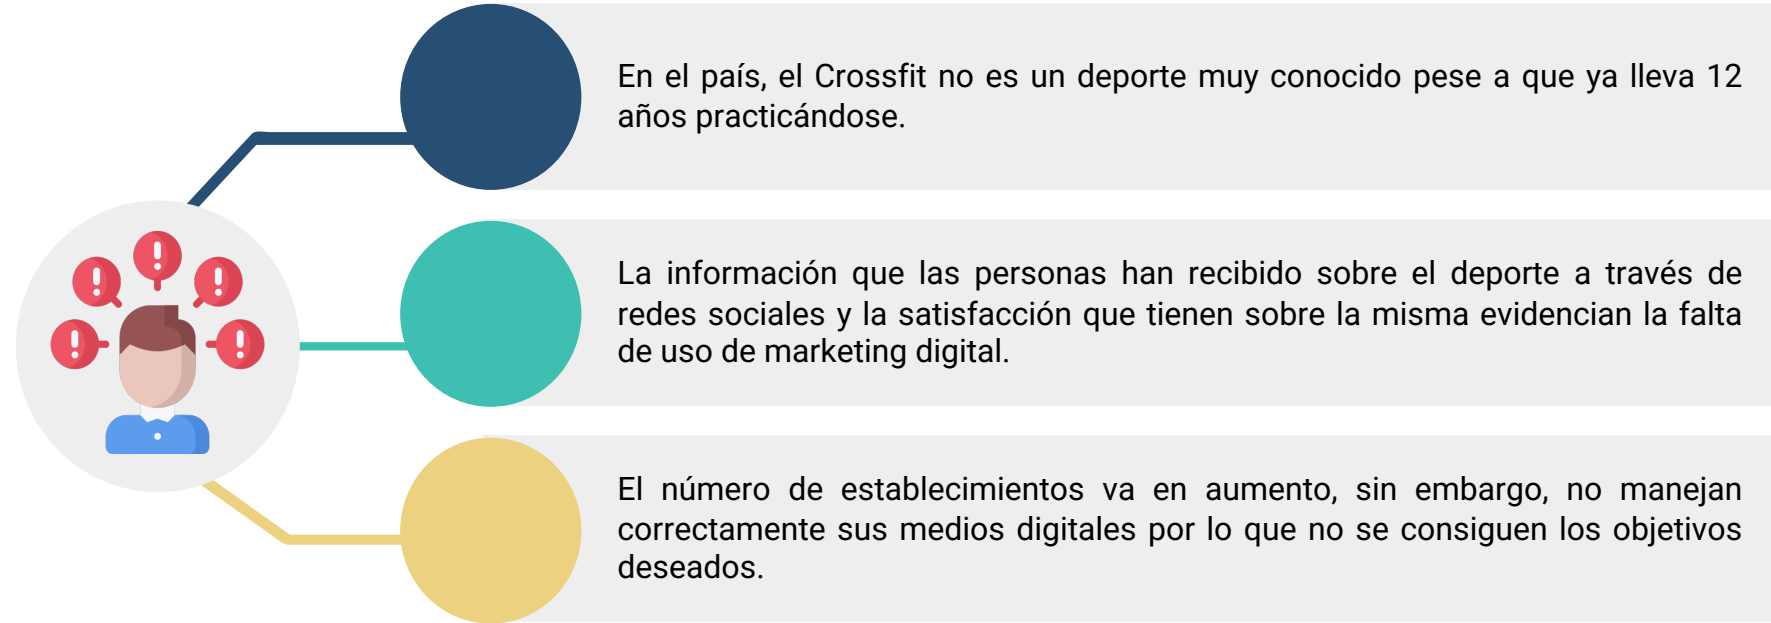 En el país, el Crossfit no es un deporte muy conocido pese a que ya lleva 12
años practicándose.
La información que las personas han recibido sobre el deporte a través de
redes sociales y la satisfacción que tienen sobre la misma evidencian la falta
de uso de marketing digital.
El número de establecimientos va en aumento, sin embargo, no manejan
correctamente sus medios digitales por lo que no se consiguen los objetivos
deseados.